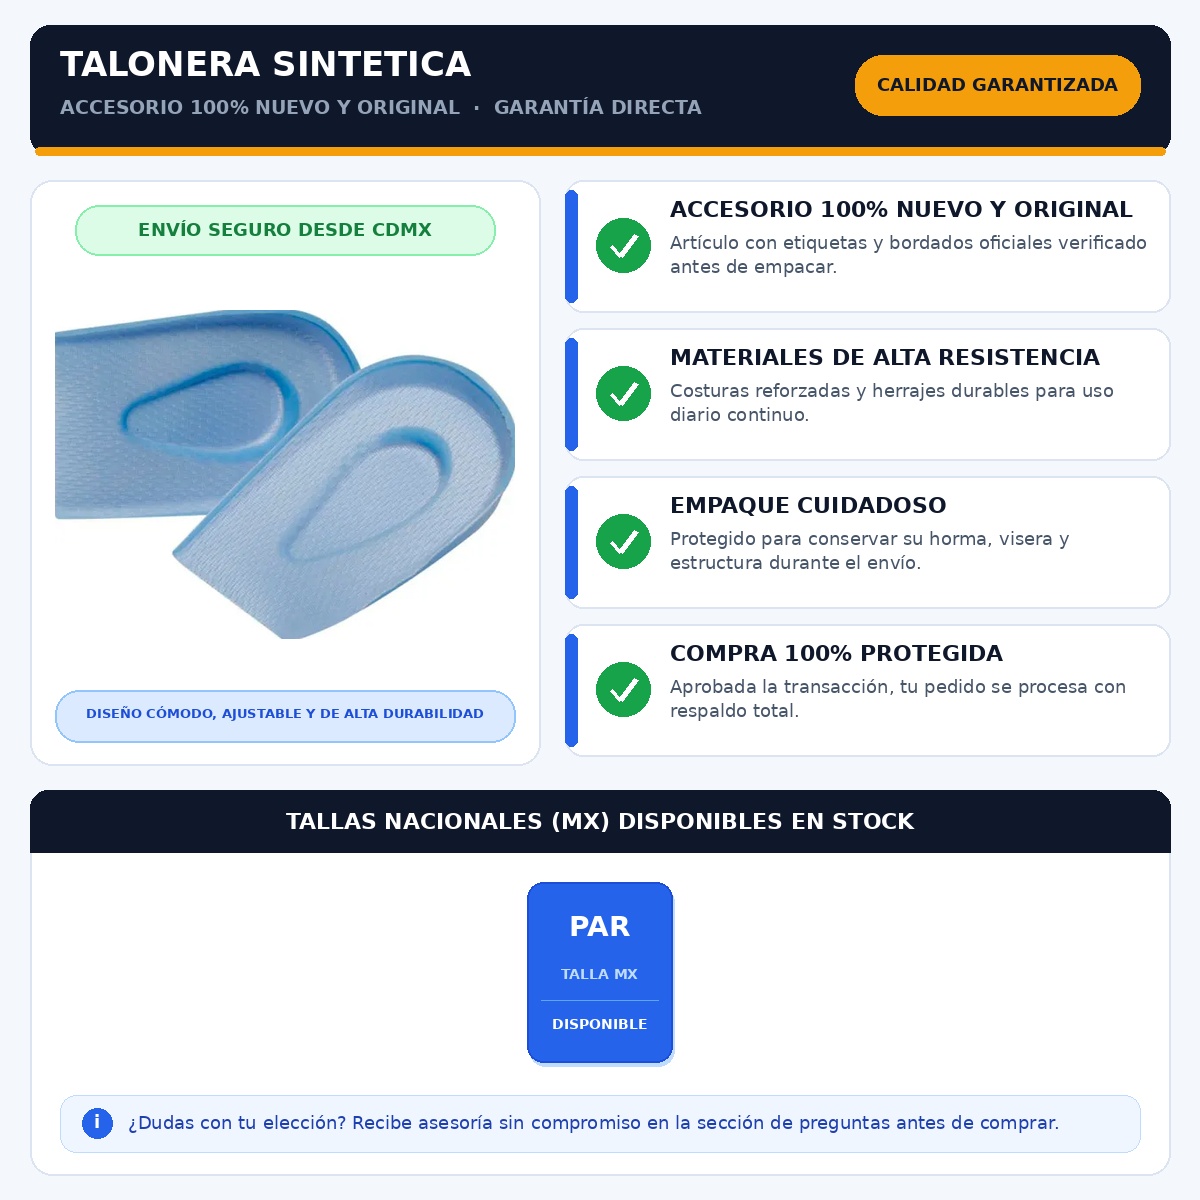 TALONERA SINTETICA
ACCESORIO 100% NUEVO Y ORIGINAL · GARANTÍA DIRECTA
CALIDAD GARANTIZADA
ENVÍO SEGURO DESDE CDMX
DISEÑO CÓMODO, AJUSTABLE Y DE ALTA DURABILIDAD
ACCESORIO 100% NUEVO Y ORIGINAL
Artículo con etiquetas y bordados oficiales verificado
antes de empacar.
MATERIALES DE ALTA RESISTENCIA
Costuras reforzadas y herrajes durables para uso
diario continuo.
EMPAQUE CUIDADOSO
Protegido para conservar su horma, visera y
estructura durante el envío.
COMPRA 100% PROTEGIDA
Aprobada la transacción, tu pedido se procesa con
respaldo total.
TALLAS NACIONALES (MX) DISPONIBLES EN STOCK
PAR
TALLA MX
DISPONIBLE
i ¿Dudas con tu elección? Recibe asesoría sin compromiso en la sección de preguntas antes de comprar.